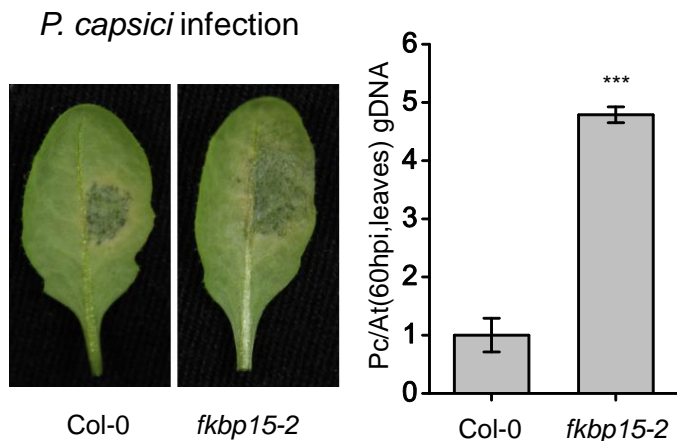 P. capsici infection
Col-0
fkbp15-2
Pc/At(60hpi,leaves) gDNA
6
5
4
3
2
1
0
***
Col-0
fkbp15-2